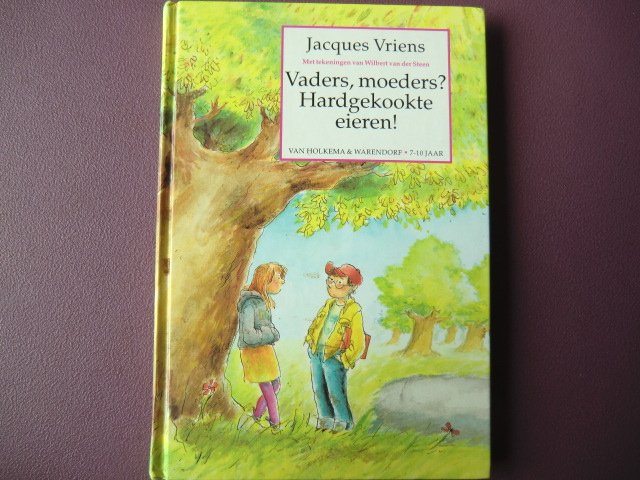 Jacques Vriens
Met tekeningen van Wilbert van der Steen
Vaders, moeders?
Hardgekookte
eieren!
VAN HOLKEMA & WARENDORF • 7-10 JAAR